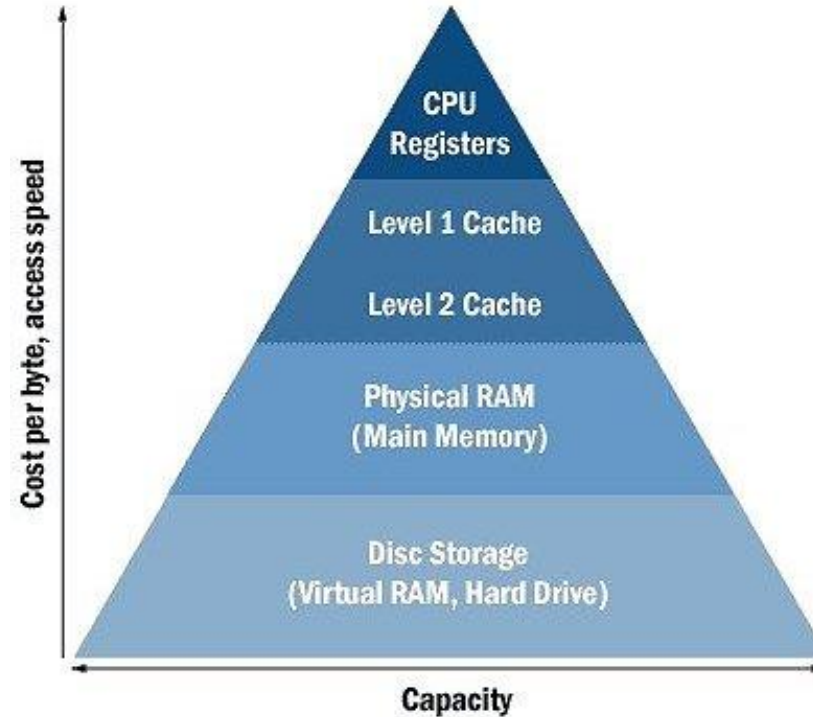 Cost per byte, access speed
CPU
Registers
Level 1 Cache
Level 2 Cache
Physical RAM
(Main Memory)
Disc Storage
(Virtual RAM, Hard Drive)
Capacity